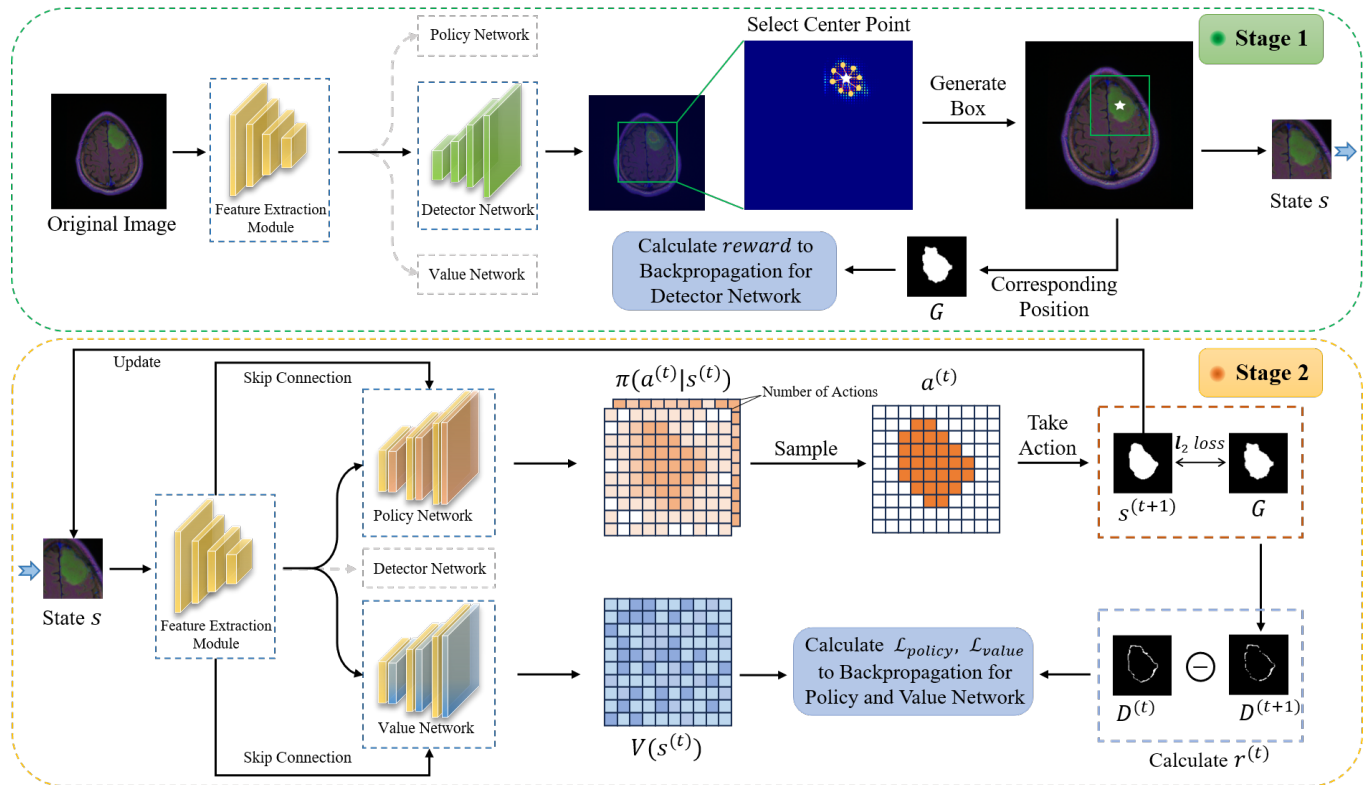 Stage 1
Policy Network
Select Center Point
Generate
Box
Original Image
Feature Extraction
Module
Detector Network
State s
Value Network
Calculate reward to
Backpropagation for
Detector Network
G
Corresponding
Position
Stage 2
Update
Skip Connection
π(a^(t)|s^(t))
Number of Actions
a^(t)
Sample
Take
Action
l₂ loss
s^(t+1)
G
Policy Network
Detector Network
State s
Feature Extraction
Module
Value Network
Skip Connection
V(s^(t))
Calculate ℒ_policy, ℒ_value
to Backpropagation for
Policy and Value Network
D^(t)
D^(t+1)
Calculate r^(t)